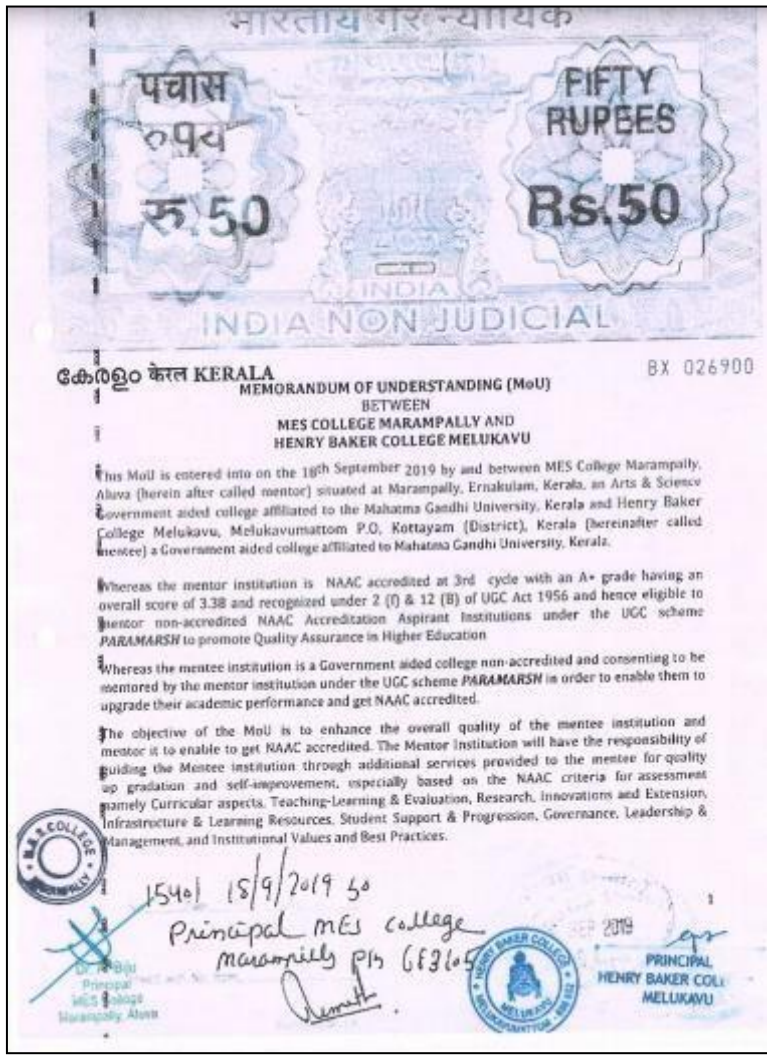 भारतीय गैर न्यायिक
पचास
रुपये
रु.50
FIFTY
RUPEES
Rs.50
INDIA
INDIA NON JUDICIAL
കേരളം केरल KERALA
BX 026900
MEMORANDUM OF UNDERSTANDING (MoU)
BETWEEN
MES COLLEGE MARAMPALLY AND
HENRY BAKER COLLEGE MELUKAVU
This MoU is entered into on the 18th September 2019 by and between MES College Marampally,
Aluva (herein after called mentor) situated at Marampally, Ernakulam, Kerala, an Arts & Science
Government aided college affiliated to the Mahatma Gandhi University, Kerala and Henry Baker
College Melukavu, Melukavumattom P.O, Kottayam (District), Kerala (hereinafter called
mentee) a Government aided college affiliated to Mahatma Gandhi University, Kerala.
Whereas the mentor institution is NAAC accredited at 3rd cycle with an A+ grade having an
overall score of 3.38 and recognized under 2 (f) & 12 (B) of UGC Act 1956 and hence eligible to
mentor non-accredited NAAC Accreditation Aspirant Institutions under the UGC scheme
PARAMARSH to promote Quality Assurance in Higher Education
Whereas the mentee institution is a Government aided college non-accredited and consenting to be
mentored by the mentor institution under the UGC scheme PARAMARSH in order to enable them to
upgrade their academic performance and get NAAC accredited.
The objective of the MoU is to enhance the overall quality of the mentee institution and
mentor it to enable to get NAAC accredited. The Mentor Institution will have the responsibility of
guiding the Mentee institution through additional services provided to the mentee for quality
up gradation and self-improvement, especially based on the NAAC criteria for assessment
namely Curricular aspects, Teaching-Learning & Evaluation, Research, Innovations and Extension,
Infrastructure & Learning Resources, Student Support & Progression, Governance, Leadership &
Management, and Institutional Values and Best Practices.
M.E.S. COLLEGE
MARAMPALLY
15401 15/9/2019 50
Principal MES College
Marampilly
1
SEP 2019
Dr. A. Biju
Principal
MES College
Marampally, Aluva
HENRY BAKER COLLEGE
MELUKAVU
PRINCIPAL
HENRY BAKER COLL
MELUKAVU